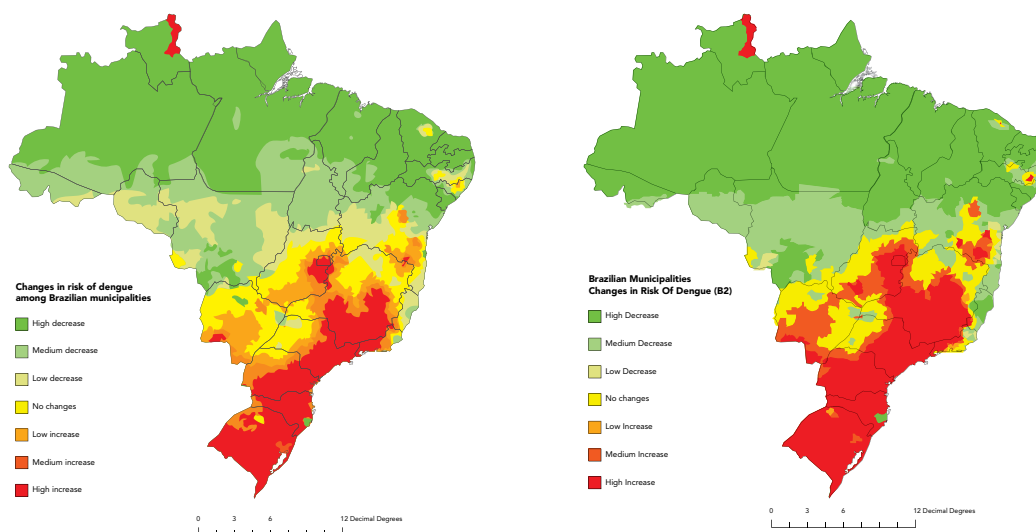 Changes in risk of dengue
among Brazilian municipalities
High decrease
Medium decrease
Low decrease
No changes
Low increase
Medium increase
High increase
0 3 6 12 Decimal Degrees
Brazilian Municipalities
Changes in Risk Of Dengue (B2)
High Decrease
Medium Decrease
Low Decrease
No changes
Low Increase
Medium Increase
High Increase
0 3 6 12 Decimal Degrees